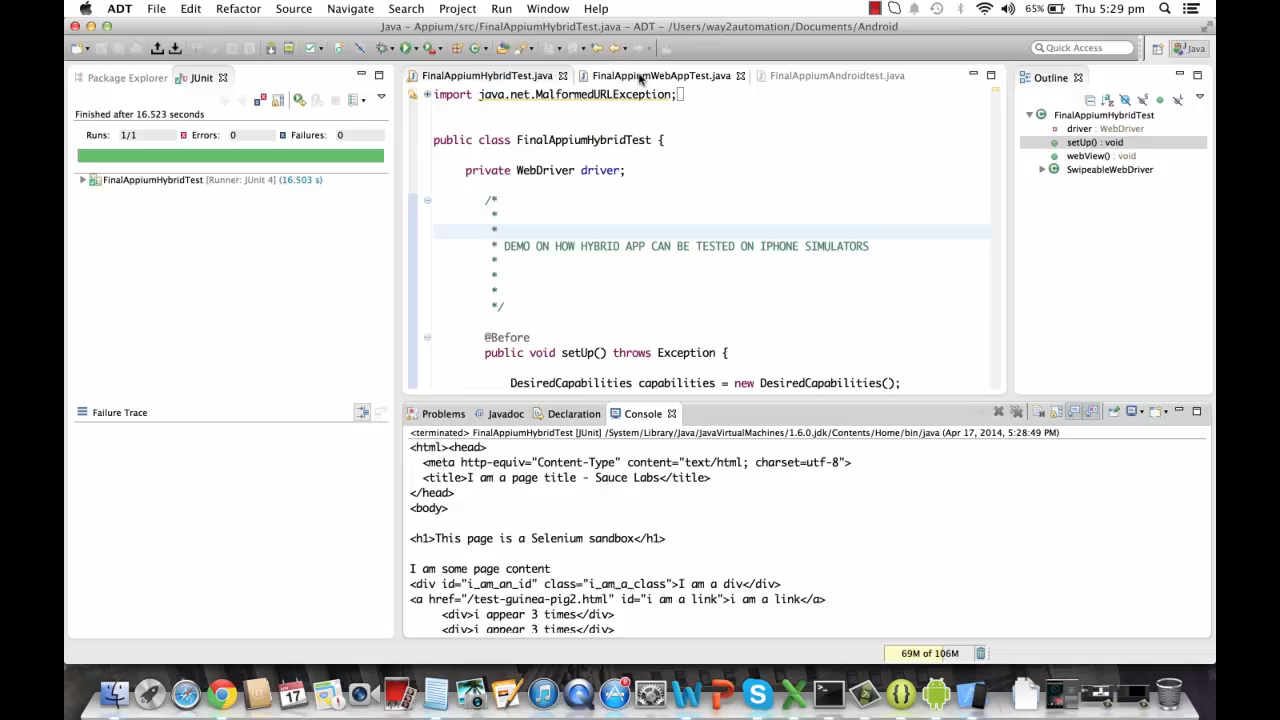 ADT File Edit Refactor Source Navigate Search Project Run Window Help 65% Thu 5:29 pm
Java - Appium/src/FinalAppiumHybridTest.java - ADT - /Users/way2automation/Documents/Android
Quick Access Java
Package Explorer JUnit
FinalAppiumHybridTest.java FinalAppiumWebAppTest.java FinalAppiumAndroidtest.java
Outline
Finished after 16.523 seconds
Runs: 1/1 Errors: 0 Failures: 0
FinalAppiumHybridTest [Runner: JUnit 4] (16.503 s)
Failure Trace
import java.net.MalformedURLException;
public class FinalAppiumHybridTest {
private WebDriver driver;
/*
*
*
* DEMO ON HOW HYBRID APP CAN BE TESTED ON IPHONE SIMULATORS
*
*
*
*/
@Before
public void setUp() throws Exception {
DesiredCapabilities capabilities = new DesiredCapabilities();
FinalAppiumHybridTest
driver : WebDriver
setUp() : void
webView() : void
SwipeableWebDriver
Problems Javadoc Declaration Console
<terminated> FinalAppiumHybridTest [JUnit] /System/Library/Java/JavaVirtualMachines/1.6.0.jdk/Contents/Home/bin/java (Apr 17, 2014, 5:28:49 PM)
<html><head>
<meta http-equiv="Content-Type" content="text/html; charset=utf-8">
<title>I am a page title - Sauce Labs</title>
</head>
<body>
<h1>This page is a Selenium sandbox</h1>
I am some page content
<div id="i_am_an_id" class="i_am_a_class">I am a div</div>
<a href="/test-guinea-pig2.html" id="i am a link">i am a link</a>
<div>i appear 3 times</div>
<div>i appear 3 times</div>
69M of 106M
17